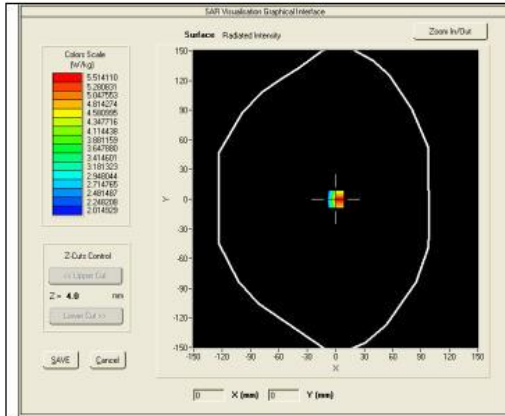 SAR Visualisation Graphical Interface
Surface Radiated Intensity
Zoom In/Out
Colors Scale
(W/kg)
5.514110
5.280831
5.047553
4.814274
4.580995
4.347716
4.114438
3.881159
3.647880
3.414601
3.181323
2.948044
2.714765
2.481487
2.248208
2.014929
Z-Cuts Control
<< Upper Cut
Z = 4.0 mm
Lower Cut >>
SAVE Cancel
150
120
90
60
30
0
-30
-60
-90
-120
-150
Y
-150 -120 -90 -60 -30 0 30 60 90 120 150
X
0 X (mm) 0 Y (mm)